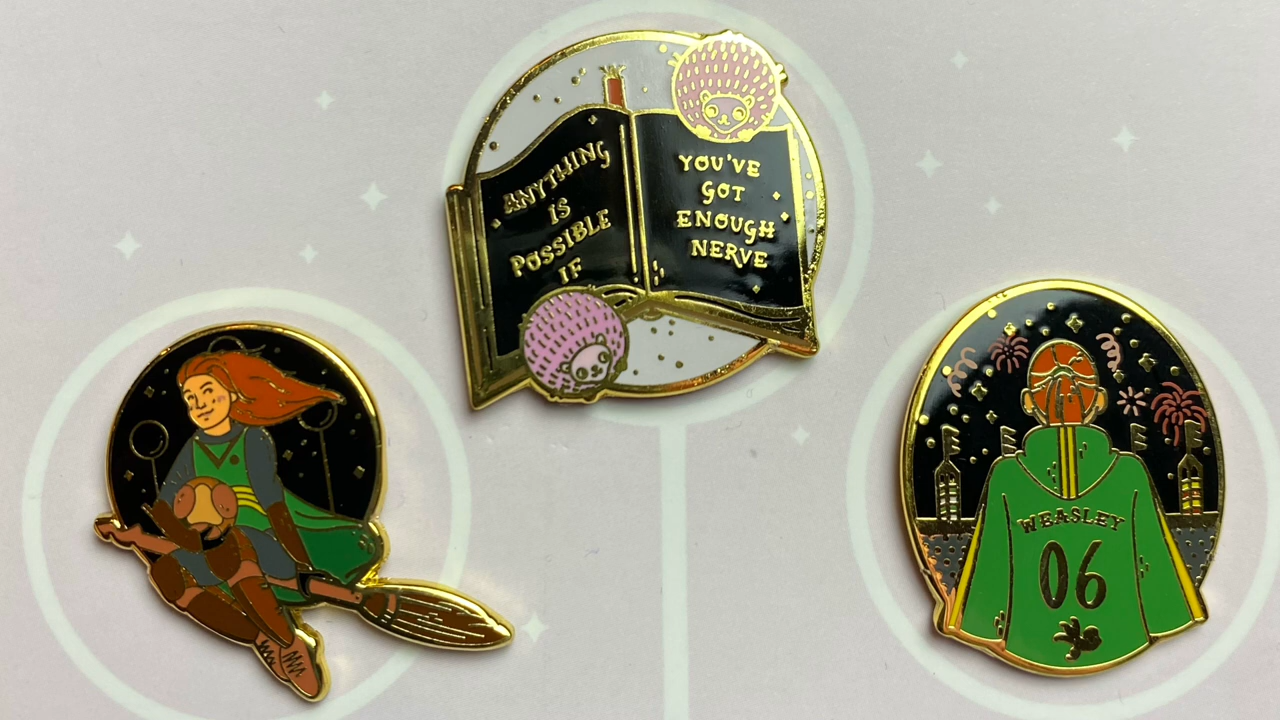 ANYTHING
IS
POSSIBLE
IF
YOU'VE
GOT
ENOUGH
NERVE
WEASLEY
06